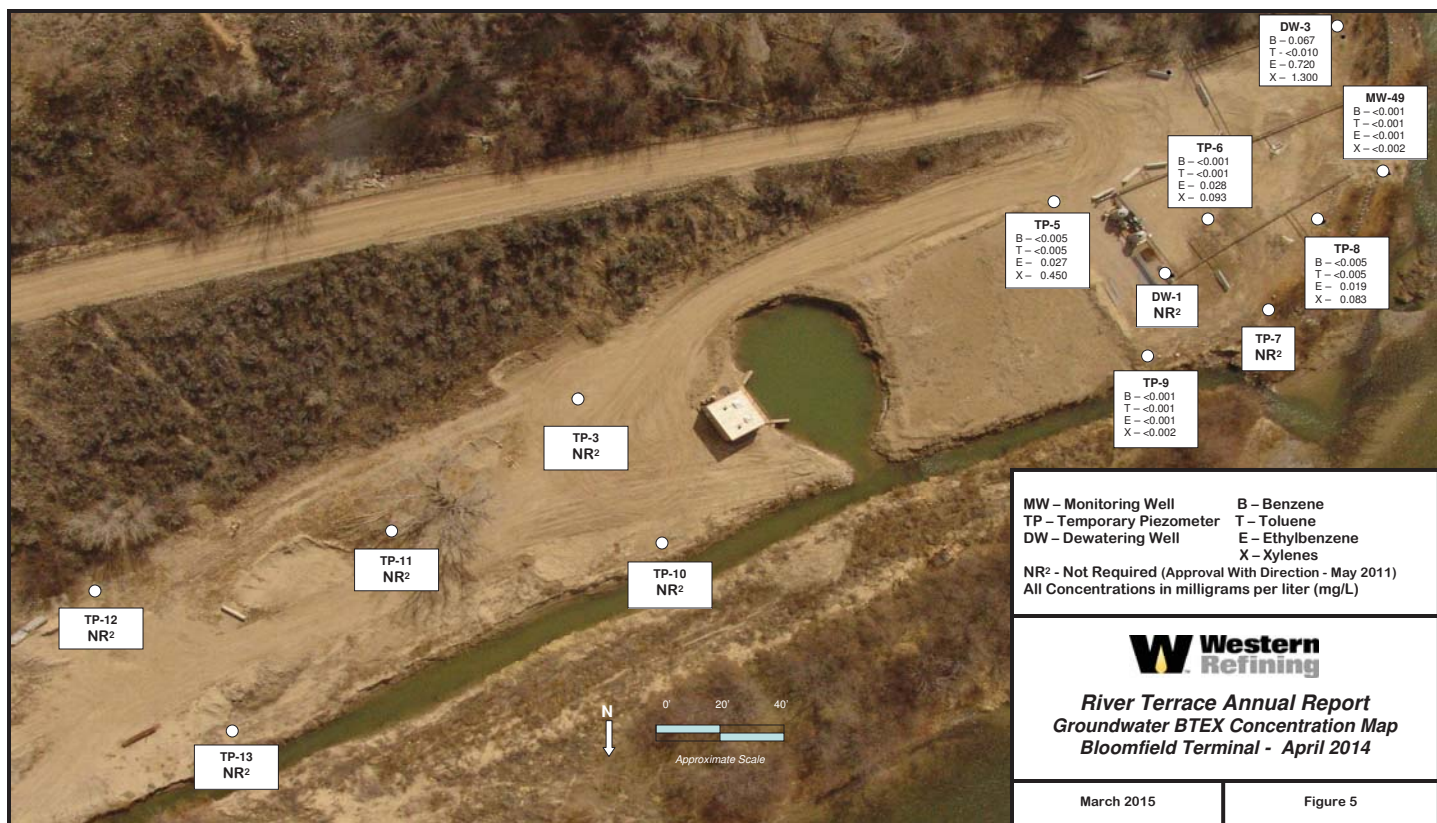 DW-3
B – 0.067
T - <0.010
E – 0.720
X – 1.300
MW-49
B – <0.001
T – <0.001
E – <0.001
X – <0.002
TP-6
B – <0.001
T – <0.001
E – 0.028
X – 0.093
TP-5
B – <0.005
T – <0.005
E – 0.027
X – 0.450
TP-8
B – <0.005
T – <0.005
E – 0.019
X – 0.083
DW-1
NR²
TP-7
NR²
TP-9
B – <0.001
T – <0.001
E – <0.001
X – <0.002
TP-3
NR²
TP-11
NR²
TP-10
NR²
TP-12
NR²
TP-13
NR²
N
0' 20' 40'
Approximate Scale
MW – Monitoring Well B – Benzene
TP – Temporary Piezometer T – Toluene
DW – Dewatering Well E – Ethylbenzene
X – Xylenes
NR² - Not Required (Approval With Direction - May 2011)
All Concentrations in milligrams per liter (mg/L)
W Western
Refining
River Terrace Annual Report
Groundwater BTEX Concentration Map
Bloomfield Terminal - April 2014
March 2015 Figure 5